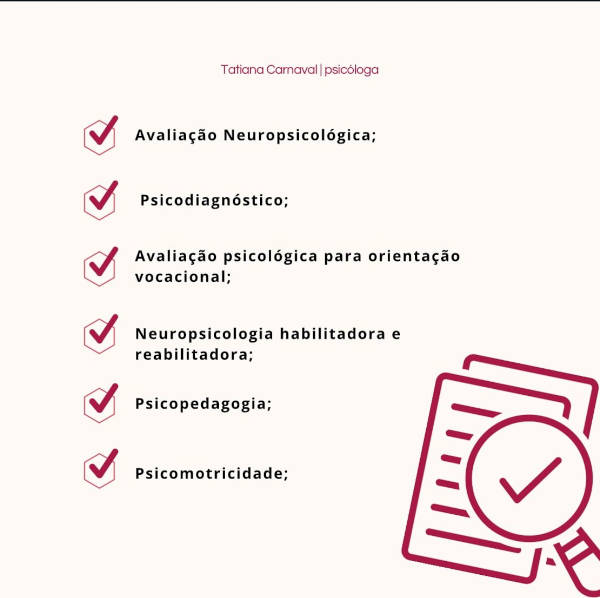 Tatiana Carnaval | psicóloga
Avaliação Neuropsicológica;
Psicodiagnóstico;
Avaliação psicológica para orientação
vocacional;
Neuropsicologia habilitadora e
reabilitadora;
Psicopedagogia;
Psicomotricidade;